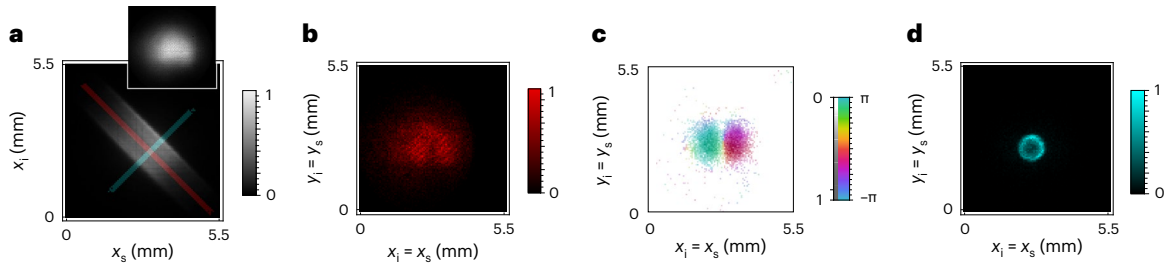 a
5.5
x_i (mm)
0
0
5.5
x_s (mm)
1
0
b
5.5
y_i = y_s (mm)
0
0
5.5
x_i = x_s (mm)
1
0
c
5.5
y_i = y_s (mm)
0
0
5.5
x_i = x_s (mm)
0
π
1
−π
d
5.5
y_i = y_s (mm)
0
0
5.5
x_i = x_s (mm)
1
0